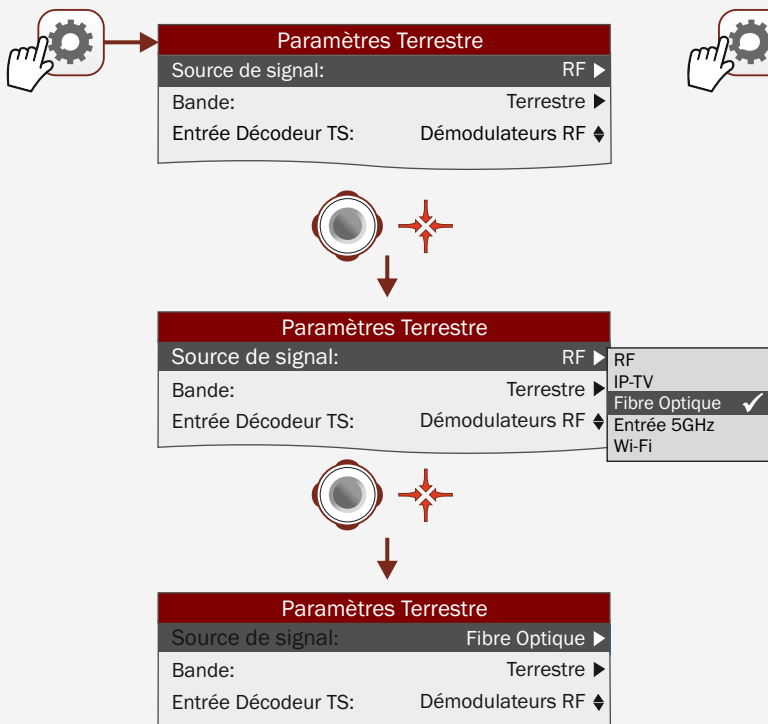 Paramètres Terrestre
Source de signal: RF
Bande: Terrestre
Entrée Décodeur TS: Démodulateurs RF
Paramètres Terrestre
Source de signal: RF
Bande: Terrestre
Entrée Décodeur TS: Démodulateurs RF
RF
IP-TV
Fibre Optique
Entrée 5GHz
Wi-Fi
Paramètres Terrestre
Source de signal: Fibre Optique
Bande: Terrestre
Entrée Décodeur TS: Démodulateurs RF